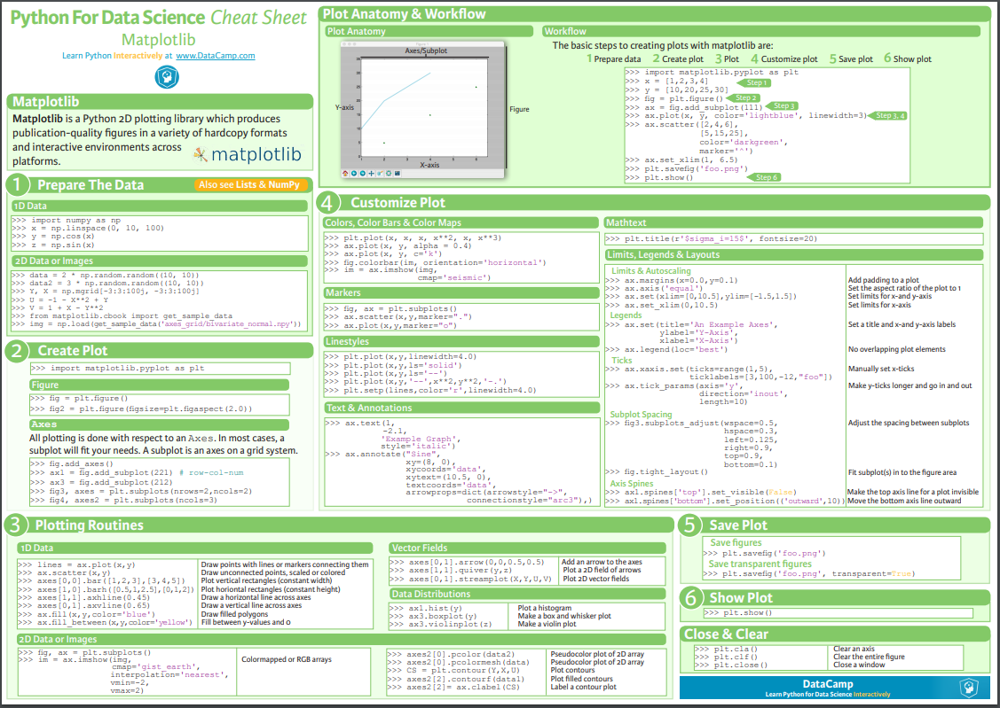 Python For Data Science Cheat Sheet
Matplotlib
Learn Python Interactively at www.DataCamp.com
Matplotlib
Matplotlib is a Python 2D plotting library which produces
publication-quality figures in a variety of hardcopy formats
and interactive environments across
platforms.
matplotlib
1 Prepare The Data
Also see Lists & NumPy
1D Data
>>> import numpy as np
>>> x = np.linspace(0, 10, 100)
>>> y = np.cos(x)
>>> z = np.sin(x)
2D Data or Images
>>> data = 2 * np.random.random((10, 10))
>>> data2 = 3 * np.random.random((10, 10))
>>> Y, X = np.mgrid[-3:3:100j, -3:3:100j]
>>> U = -1 - X**2 + Y
>>> V = 1 + X - Y**2
>>> from matplotlib.cbook import get_sample_data
>>> img = np.load(get_sample_data('axes_grid/bivariate_normal.npy'))
2 Create Plot
>>> import matplotlib.pyplot as plt
Figure
>>> fig = plt.figure()
>>> fig2 = plt.figure(figsize=plt.figaspect(2.0))
Axes
All plotting is done with respect to an Axes. In most cases, a
subplot will fit your needs. A subplot is an axes on a grid system.
>>> fig.add_axes()
>>> ax1 = fig.add_subplot(221) # row-col-num
>>> ax3 = fig.add_subplot(212)
>>> fig3, axes = plt.subplots(nrows=2,ncols=2)
>>> fig4, axes2 = plt.subplots(ncols=3)
Plot Anatomy & Workflow
Plot Anatomy
Axes/Subplot
Y-axis
Figure
X-axis
Workflow
The basic steps to creating plots with matplotlib are:
1 Prepare data 2 Create plot 3 Plot 4 Customize plot 5 Save plot 6 Show plot
>>> import matplotlib.pyplot as plt
>>> x = [1,2,3,4] Step 1
>>> y = [10,20,25,30]
>>> fig = plt.figure() Step 2
>>> ax = fig.add_subplot(111) Step 3
>>> ax.plot(x, y, color='lightblue', linewidth=3) Step 3, 4
>>> ax.scatter([2,4,6],
[5,15,25],
color='darkgreen',
marker='^')
>>> ax.set_xlim(1, 6.5)
>>> plt.savefig('foo.png')
>>> plt.show() Step 6
4 Customize Plot
Colors, Color Bars & Color Maps
>>> plt.plot(x, x, x, x**2, x, x**3)
>>> ax.plot(x, y, alpha = 0.4)
>>> ax.plot(x, y, c='k')
>>> fig.colorbar(im, orientation='horizontal')
>>> im = ax.imshow(img,
cmap='seismic')
Markers
>>> fig, ax = plt.subplots()
>>> ax.scatter(x,y,marker=".")
>>> ax.plot(x,y,marker="o")
Linestyles
>>> plt.plot(x,y,linewidth=4.0)
>>> plt.plot(x,y,ls='solid')
>>> plt.plot(x,y,ls='--')
>>> plt.plot(x,y,'--',x**2,y**2,'-.')
>>> plt.setp(lines,color='r',linewidth=4.0)
Text & Annotations
>>> ax.text(1,
-2.1,
'Example Graph',
style='italic')
>>> ax.annotate("Sine",
xy=(8, 0),
xycoords='data',
xytext=(10.5, 0),
textcoords='data',
arrowprops=dict(arrowstyle="->",
connectionstyle="arc3"),)
Mathtext
>>> plt.title(r'$sigma_i=15$', fontsize=20)
Limits, Legends & Layouts
Limits & Autoscaling
>>> ax.margins(x=0.0,y=0.1) Add padding to a plot
>>> ax.axis('equal') Set the aspect ratio of the plot to 1
>>> ax.set(xlim=[0,10.5],ylim=[-1.5,1.5]) Set limits for x-and y-axis
>>> ax.set_xlim(0,10.5) Set limits for x-axis
Legends
>>> ax.set(title='An Example Axes', Set a title and x-and y-axis labels
ylabel='Y-Axis',
xlabel='X-Axis')
>>> ax.legend(loc='best') No overlapping plot elements
Ticks
>>> ax.xaxis.set(ticks=range(1,5), Manually set x-ticks
ticklabels=[3,100,-12,"foo"])
>>> ax.tick_params(axis='y', Make y-ticks longer and go in and out
direction='inout',
length=10)
Subplot Spacing
>>> fig3.subplots_adjust(wspace=0.5, Adjust the spacing between subplots
hspace=0.3,
left=0.125,
right=0.9,
top=0.9,
bottom=0.1)
>>> fig.tight_layout() Fit subplot(s) in to the figure area
Axis Spines
>>> ax1.spines['top'].set_visible(False) Make the top axis line for a plot invisible
>>> ax1.spines['bottom'].set_position(('outward',10)) Move the bottom axis line outward
3 Plotting Routines
1D Data
>>> lines = ax.plot(x,y) Draw points with lines or markers connecting them
>>> ax.scatter(x,y) Draw unconnected points, scaled or colored
>>> axes[0,0].bar([1,2,3],[3,4,5]) Plot vertical rectangles (constant width)
>>> axes[1,0].barh([0.5,1,2.5],[0,1,2]) Plot horiontal rectangles (constant height)
>>> axes[1,1].axhline(0.45) Draw a horizontal line across axes
>>> axes[0,1].axvline(0.65) Draw a vertical line across axes
>>> ax.fill(x,y,color='blue') Draw filled polygons
>>> ax.fill_between(x,y,color='yellow') Fill between y-values and 0
2D Data or Images
>>> fig, ax = plt.subplots()
>>> im = ax.imshow(img, Colormapped or RGB arrays
cmap='gist_earth',
interpolation='nearest',
vmin=-2,
vmax=2)
Vector Fields
>>> axes[0,1].arrow(0,0,0.5,0.5) Add an arrow to the axes
>>> axes[1,1].quiver(y,z) Plot a 2D field of arrows
>>> axes[0,1].streamplot(X,Y,U,V) Plot 2D vector fields
Data Distributions
>>> ax1.hist(y) Plot a histogram
>>> ax3.boxplot(y) Make a box and whisker plot
>>> ax3.violinplot(z) Make a violin plot
>>> axes2[0].pcolor(data2) Pseudocolor plot of 2D array
>>> axes2[0].pcolormesh(data) Pseudocolor plot of 2D array
>>> CS = plt.contour(Y,X,U) Plot contours
>>> axes2[2].contourf(data1) Plot filled contours
>>> axes2[2]= ax.clabel(CS) Label a contour plot
5 Save Plot
Save figures
>>> plt.savefig('foo.png')
Save transparent figures
>>> plt.savefig('foo.png', transparent=True)
6 Show Plot
>>> plt.show()
Close & Clear
>>> plt.cla() Clear an axis
>>> plt.clf() Clear the entire figure
>>> plt.close() Close a window
DataCamp
Learn Python for Data Science Interactively